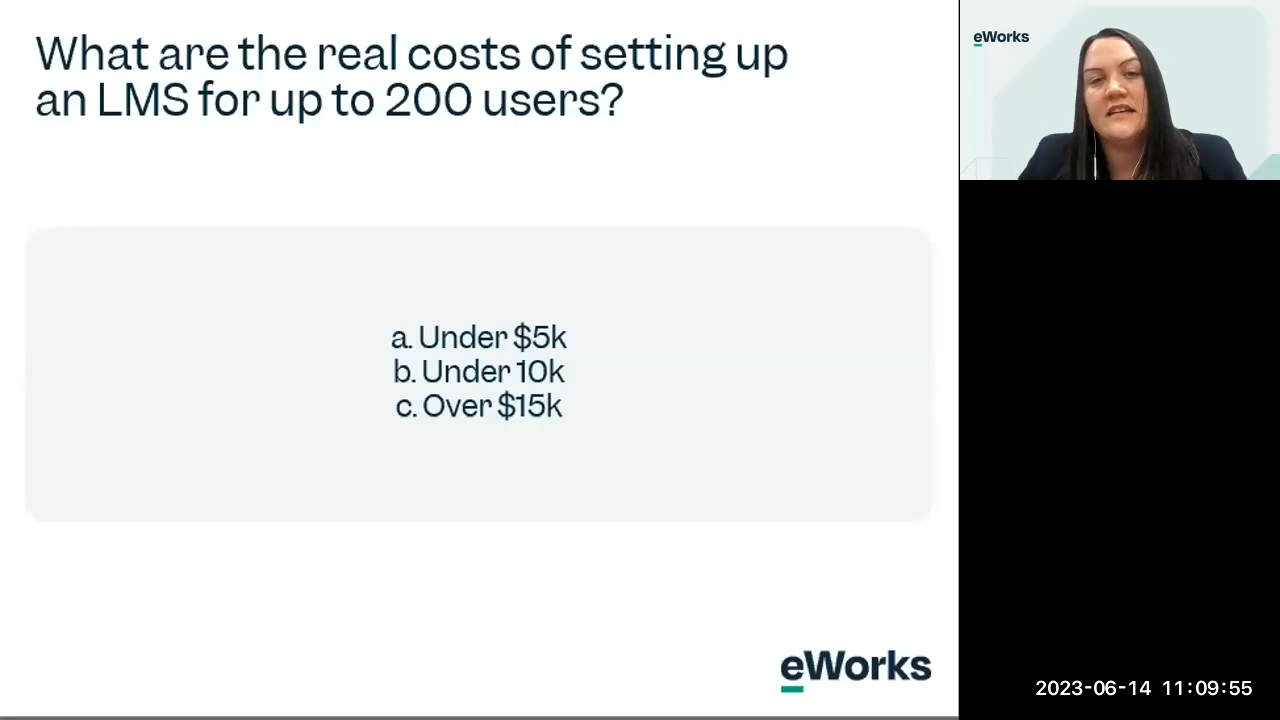 What are the real costs of setting up
an LMS for up to 200 users?
a. Under $5k
b. Under 10k
c. Over $15k
eWorks
eWorks
2023-06-14 11:09:55